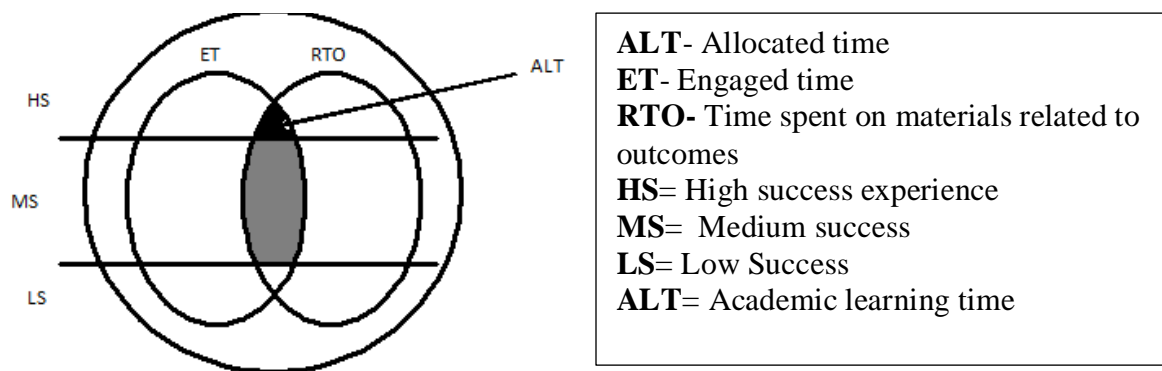 ET
RTO
ALT
HS
MS
LS
ALT- Allocated time
ET- Engaged time
RTO- Time spent on materials related to
outcomes
HS= High success experience
MS= Medium success
LS= Low Success
ALT= Academic learning time